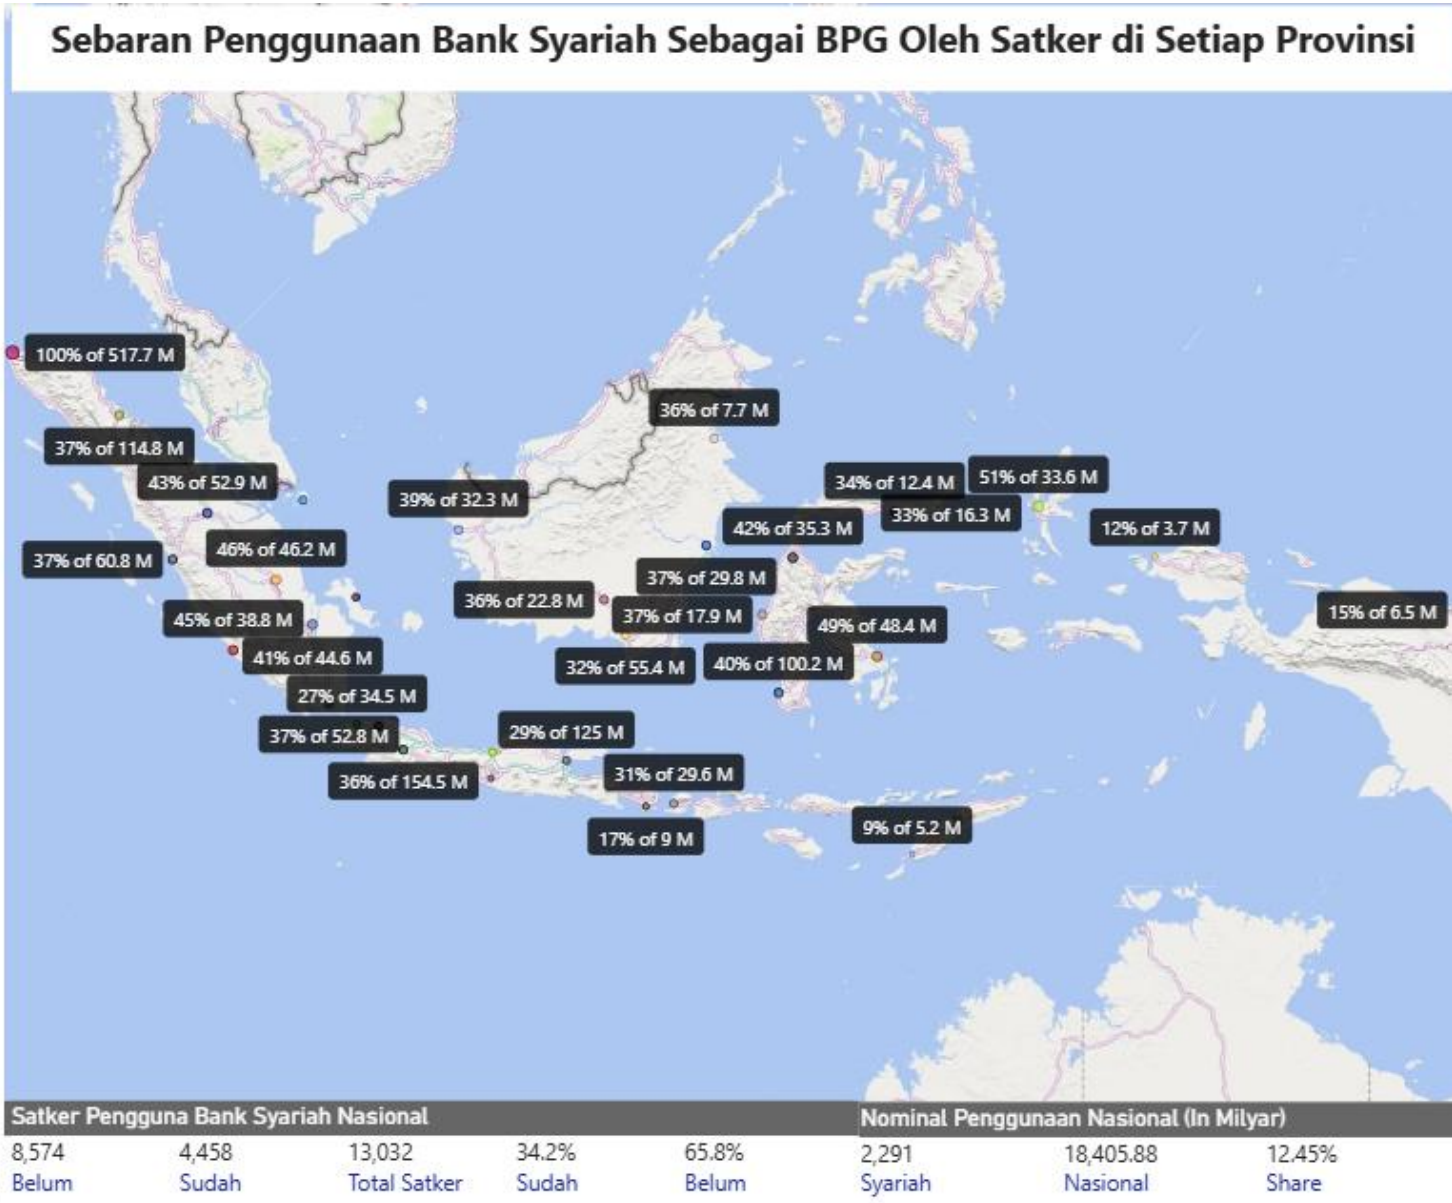 Sebaran Penggunaan Bank Syariah Sebagai BPG Oleh Satker di Setiap Provinsi
100% of 517.7 M
36% of 7.7 M
37% of 114.8 M
43% of 52.9 M
39% of 32.3 M
34% of 12.4 M
51% of 33.6 M
33% of 16.3 M
42% of 35.3 M
12% of 3.7 M
37% of 60.8 M
46% of 46.2 M
37% of 29.8 M
36% of 22.8 M
37% of 17.9 M
15% of 6.5 M
45% of 38.8 M
49% of 48.4 M
41% of 44.6 M
32% of 55.4 M
40% of 100.2 M
27% of 34.5 M
37% of 52.8 M
29% of 125 M
36% of 154.5 M
31% of 29.6 M
17% of 9 M
9% of 5.2 M
Satker Pengguna Bank Syariah Nasional
8,574 4,458 13,032 34.2% 65.8%
Belum Sudah Total Satker Sudah Belum
Nominal Penggunaan Nasional (In Milyar)
2,291 18,405.88 12.45%
Syariah Nasional Share